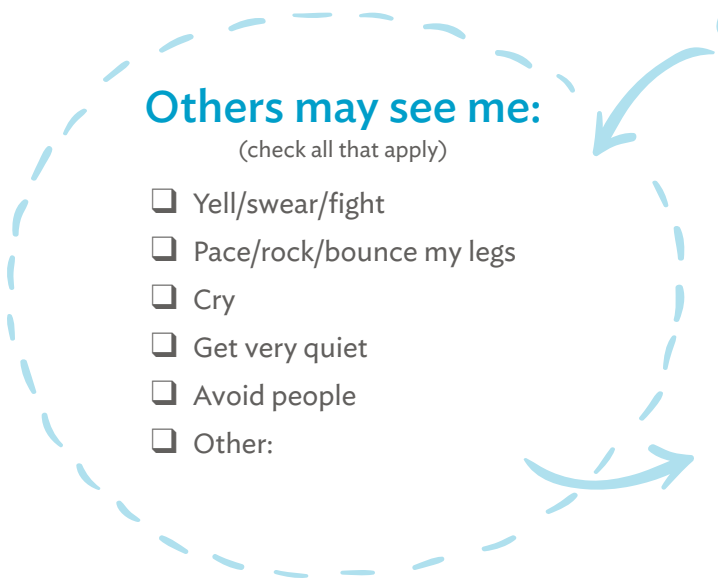 Others may see me:
(check all that apply)
❑ Yell/swear/fight
❑ Pace/rock/bounce my legs
❑ Cry
❑ Get very quiet
❑ Avoid people
❑ Other: